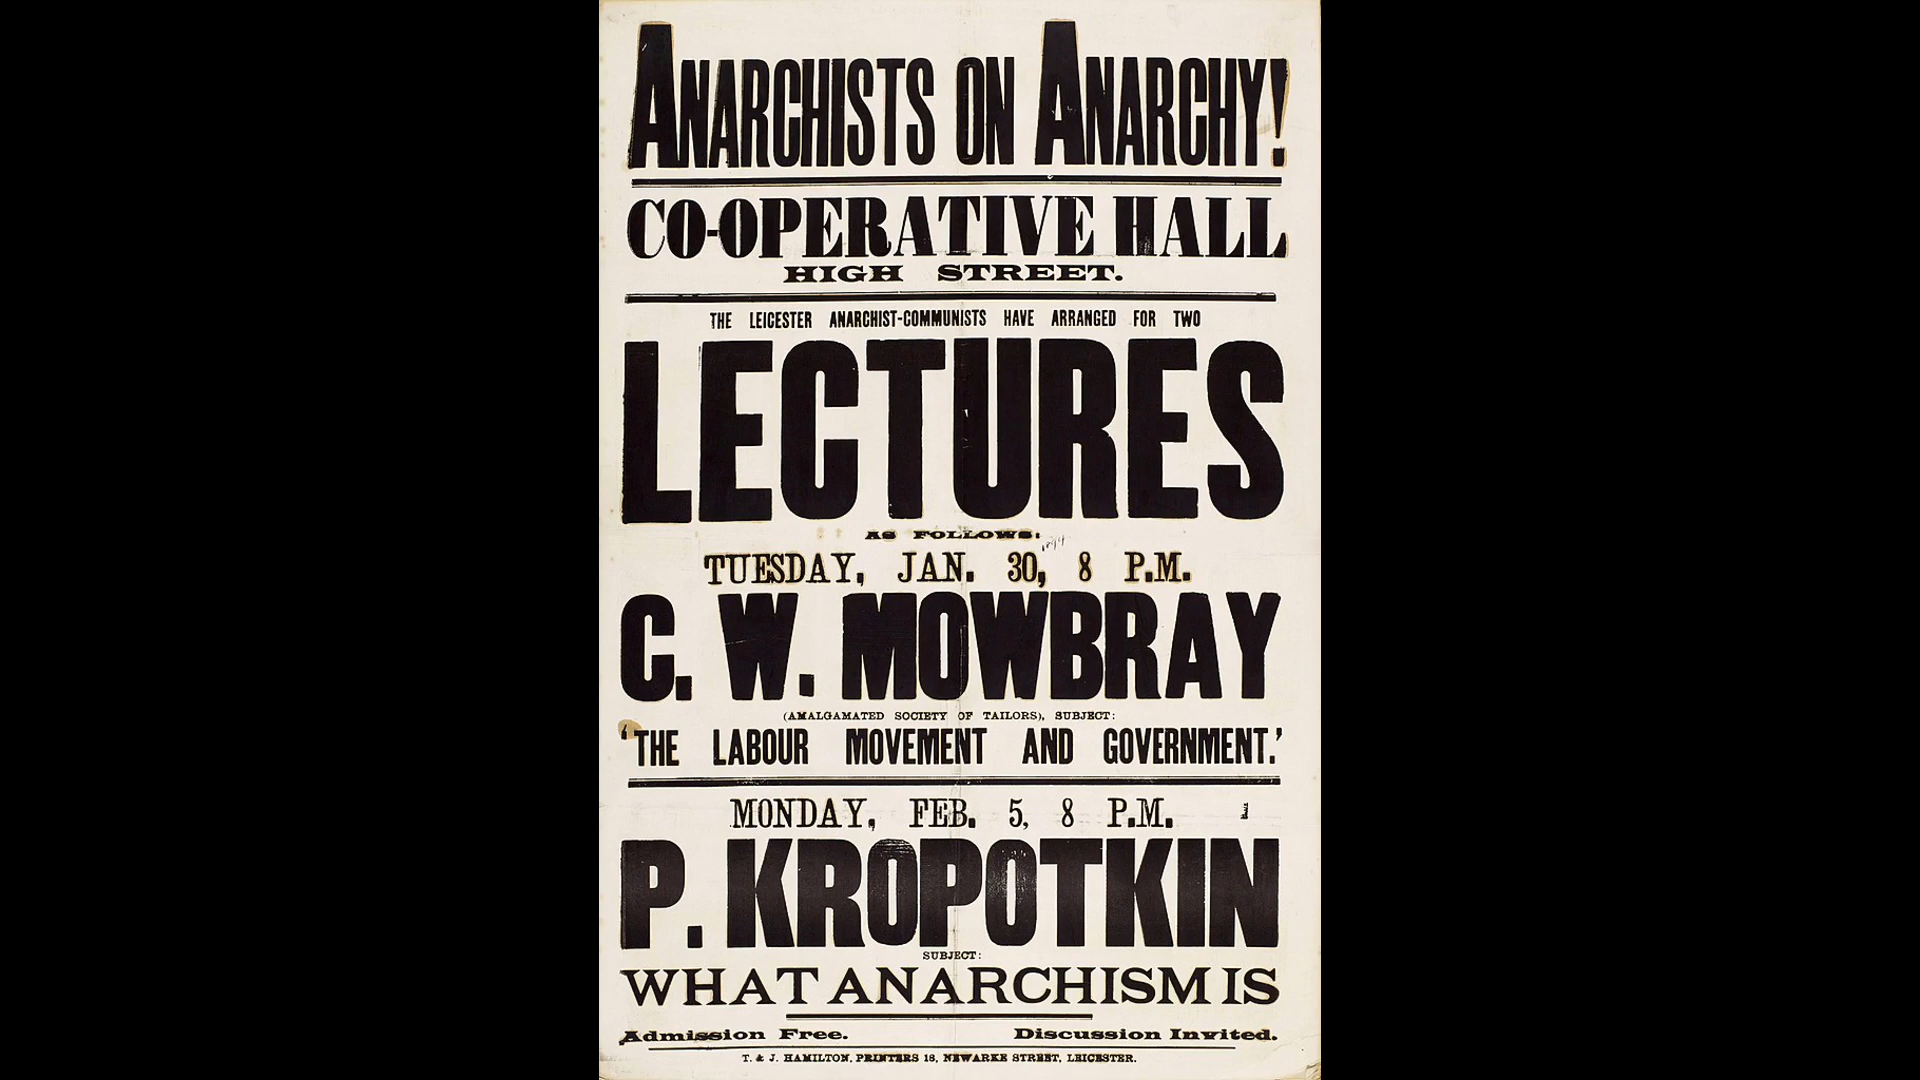 ANARCHISTS ON ANARCHY!
CO-OPERATIVE HALL
HIGH STREET.
THE LEICESTER ANARCHIST-COMMUNISTS HAVE ARRANGED FOR TWO
LECTURES
AS FOLLOWS:
1894
TUESDAY, JAN. 30, 8 P.M.
C. W. MOWBRAY
(AMALGAMATED SOCIETY OF TAILORS), SUBJECT:
'THE LABOUR MOVEMENT AND GOVERNMENT.'
MONDAY, FEB. 5, 8 P.M.
P. KROPOTKIN
SUBJECT:
WHAT ANARCHISM IS
Admission Free. Discussion Invited.
T. & J. HAMILTON, PRINTERS 18, NEWARKE STREET, LEICESTER.